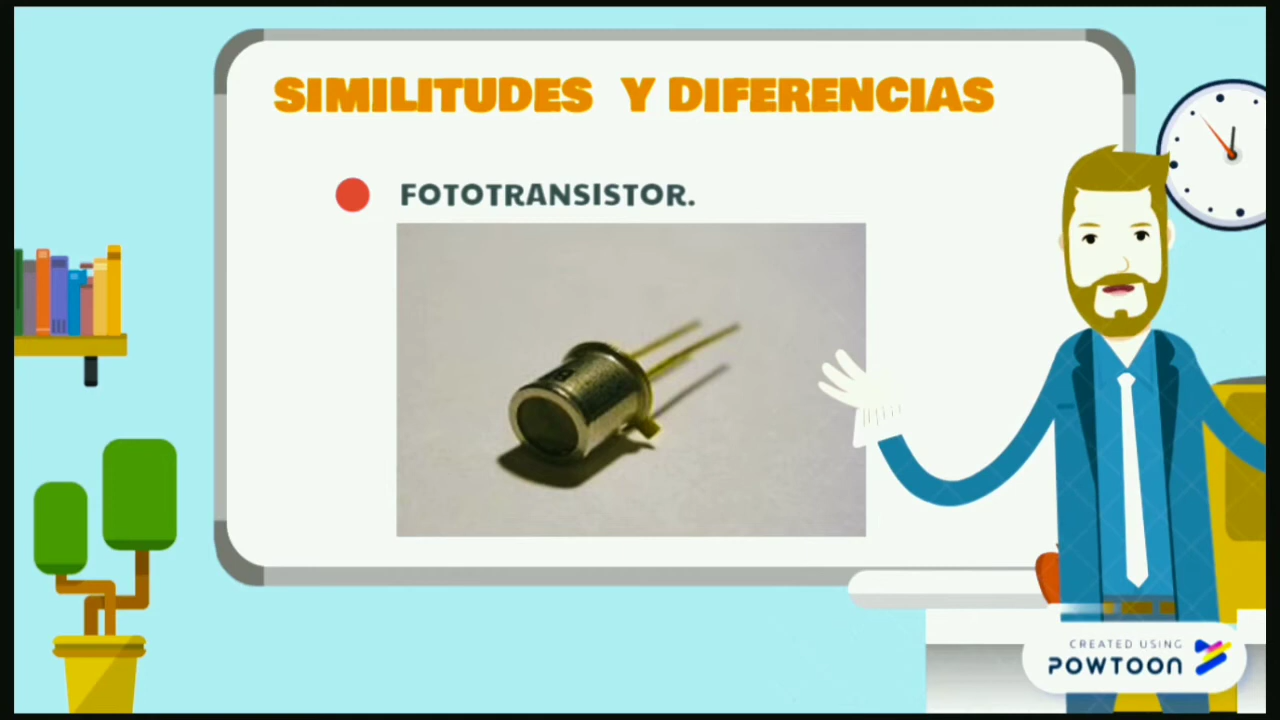 SIMILITUDES Y DIFERENCIAS
FOTOTRANSISTOR.
CREATED USING
POWTOON